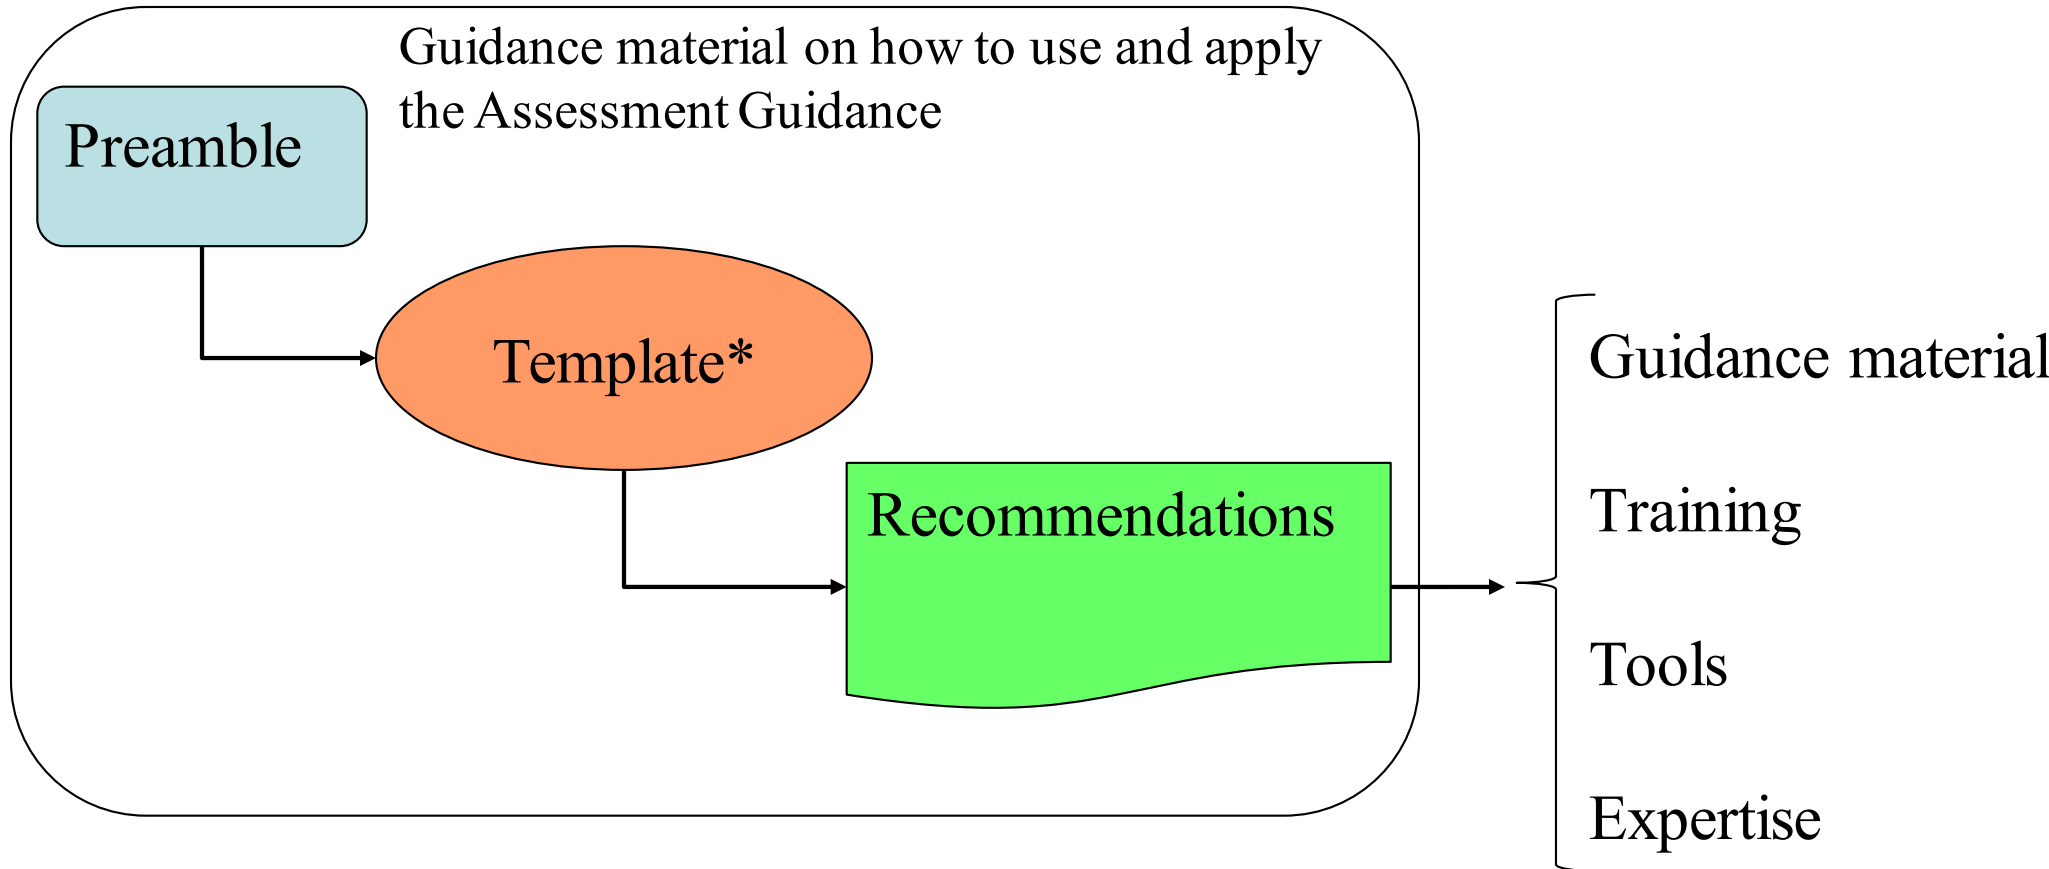 Guidance material on how to use and apply
the Assessment Guidance
Preamble
Template*
Recommendations
Guidance material
Training
Tools
Expertise